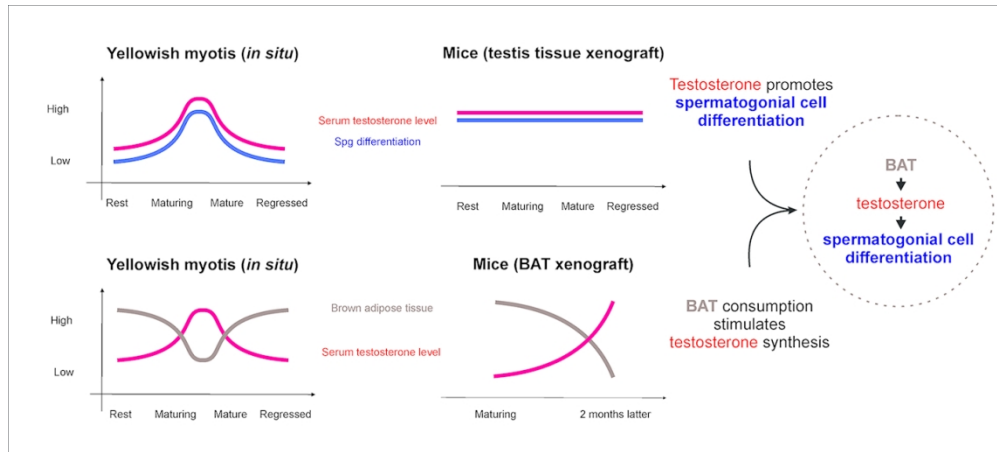 Yellowish myotis (in situ)
High
Low
Rest Maturing Mature Regressed
Serum testosterone level
Spg differentiation
Mice (testis tissue xenograft)
Rest Maturing Mature Regressed
Testosterone promotes
spermatogonial cell
differentiation
Yellowish myotis (in situ)
High
Low
Rest Maturing Mature Regressed
Brown adipose tissue
Serum testosterone level
Mice (BAT xenograft)
Maturing 2 months latter
BAT consumption
stimulates
testosterone synthesis
BAT
testosterone
spermatogonial cell
differentiation